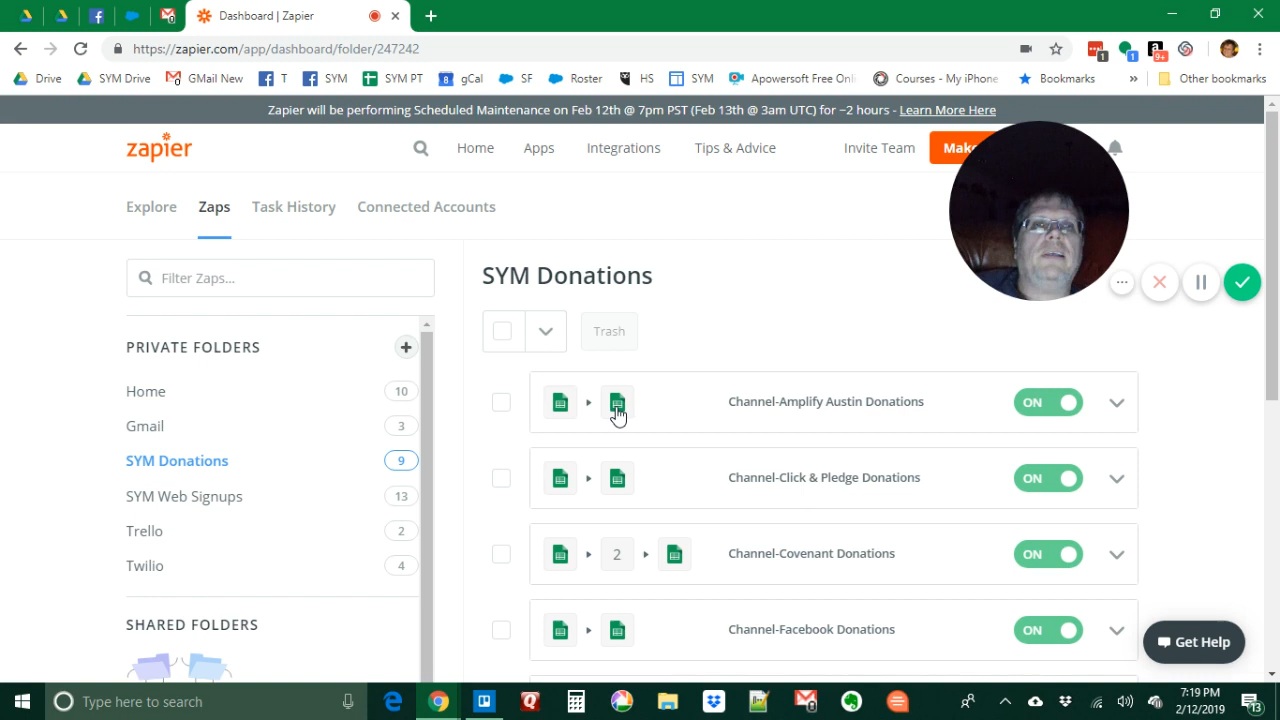 Dashboard | Zapier
https://zapier.com/app/dashboard/folder/247242
1
1
9+
Drive
SYM Drive
GMail New
T
SYM
SYM PT
8
gCal
SF
Roster
HS
SYM
Apowersoft Free Onli
Courses - My iPhone
Bookmarks
»
Other bookmarks
Zapier will be performing Scheduled Maintenance on Feb 12th @ 7pm PST (Feb 13th @ 3am UTC) for ~2 hours - Learn More Here
zapier
Home
Apps
Integrations
Tips & Advice
Invite Team
Explore
Zaps
Task History
Connected Accounts
Filter Zaps...
SYM Donations
Trash
PRIVATE FOLDERS
Home 10
Gmail 3
SYM Donations 9
SYM Web Signups 13
Trello 2
Twilio 4
SHARED FOLDERS
Channel-Amplify Austin Donations ON
Channel-Click & Pledge Donations ON
2 Channel-Covenant Donations ON
Channel-Facebook Donations ON
Get Help
Type here to search
7:19 PM
2/12/2019
13